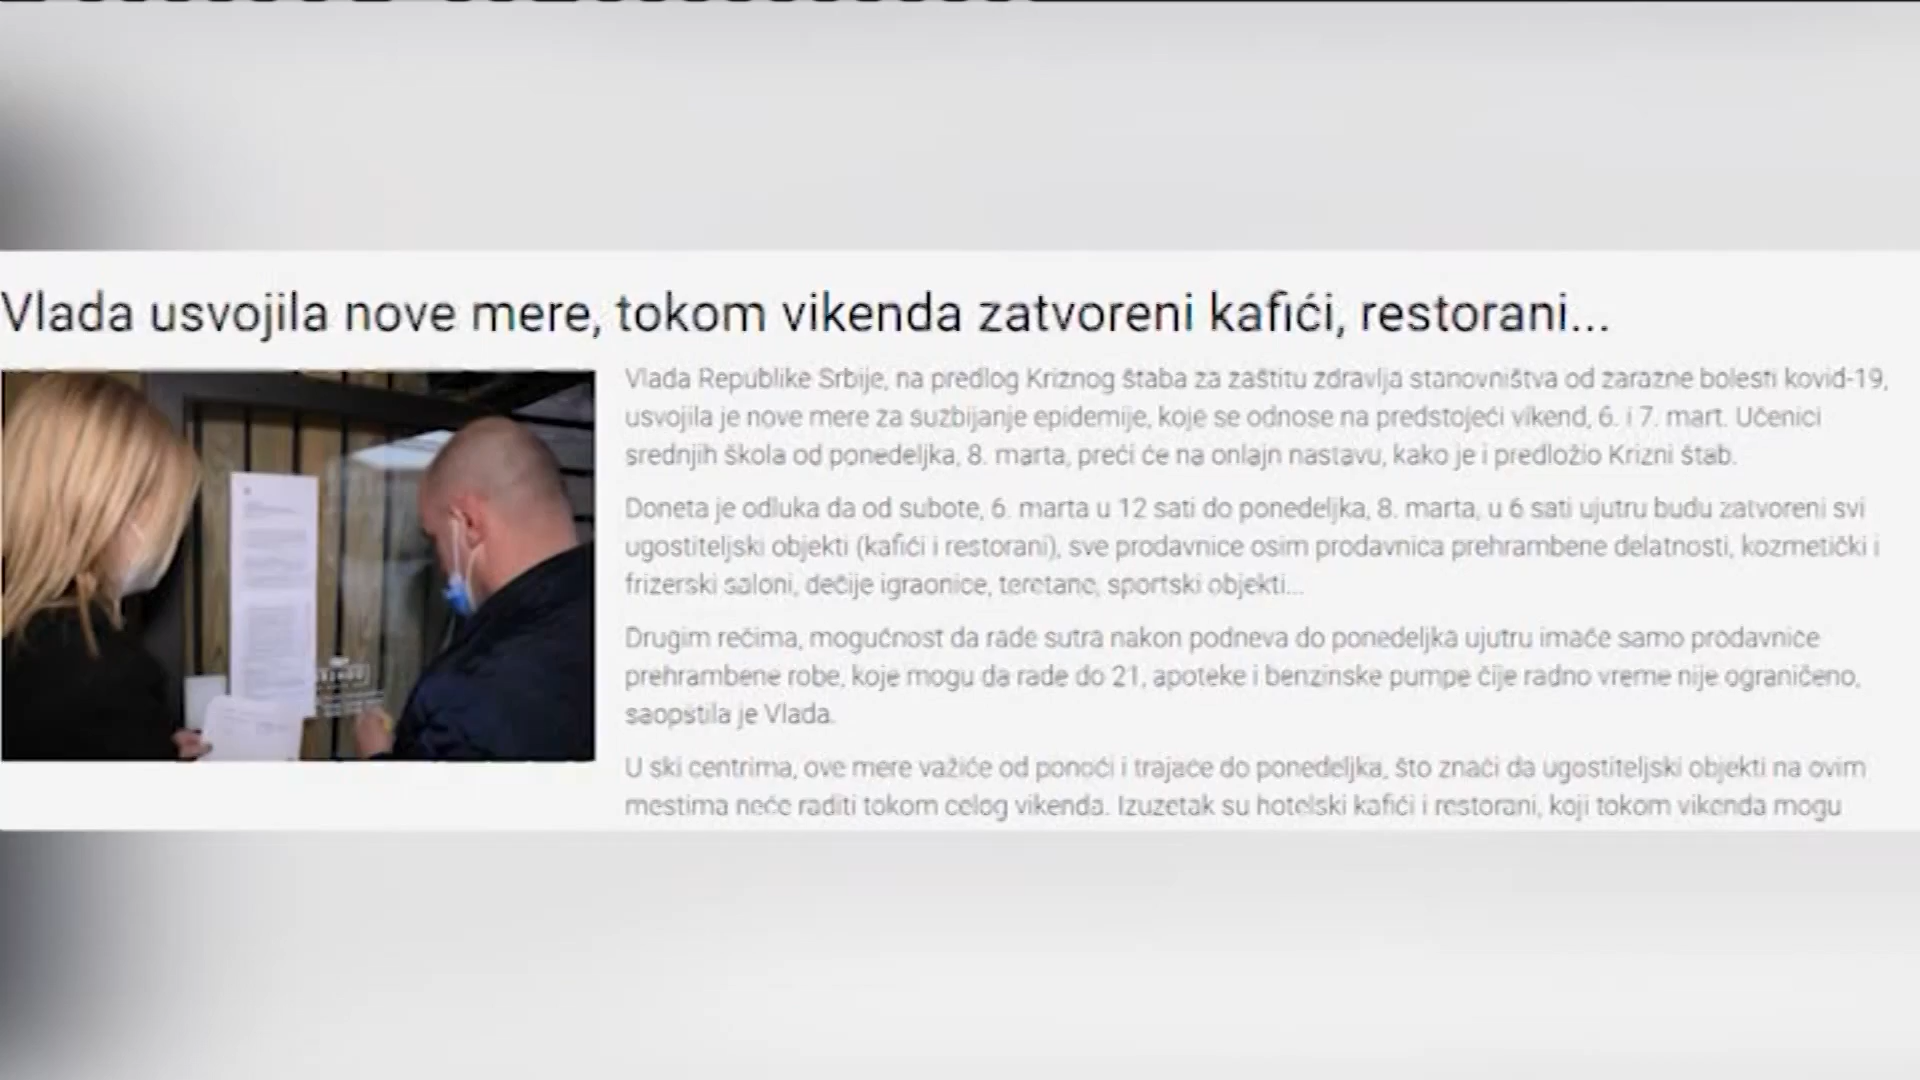 Vlada usvojila nove mere, tokom vikenda zatvoreni kafići, restorani...
Vlada Republike Srbije, na predlog Kriznog štaba za zaštitu zdravlja stanovništva od zarazne bolesti kovid-19,
usvojila je nove mere za suzbijanje epidemije, koje se odnose na predstojeći vikend, 6. i 7. mart. Učenici
srednjih škola od ponedeljka, 8. marta, preći će na onlajn nastavu, kako je i predložio Krizni štab.
Doneta je odluka da od subote, 6. marta u 12 sati do ponedeljka, 8. marta, u 6 sati ujutru budu zatvoreni svi
ugostiteljski objekti (kafići i restorani), sve prodavnice osim prodavnica prehrambene delatnosti, kozmetički i
frizerski saloni, dečije igraonice, teretane, sportski objekti...
Drugim rečima, mogućnost da rade sutra nakon podneva do ponedeljka ujutru imaće samo prodavnice
prehrambene robe, koje mogu da rade do 21, apoteke i benzinske pumpe čije radno vreme nije ograničeno,
saopštila je Vlada.
U ski centrima, ove mere važiće od ponoći i trajaće do ponedeljka, što znači da ugostiteljski objekti na ovim
mestima neće raditi tokom celog vikenda. Izuzetak su hotelski kafići i restorani, koji tokom vikenda mogu